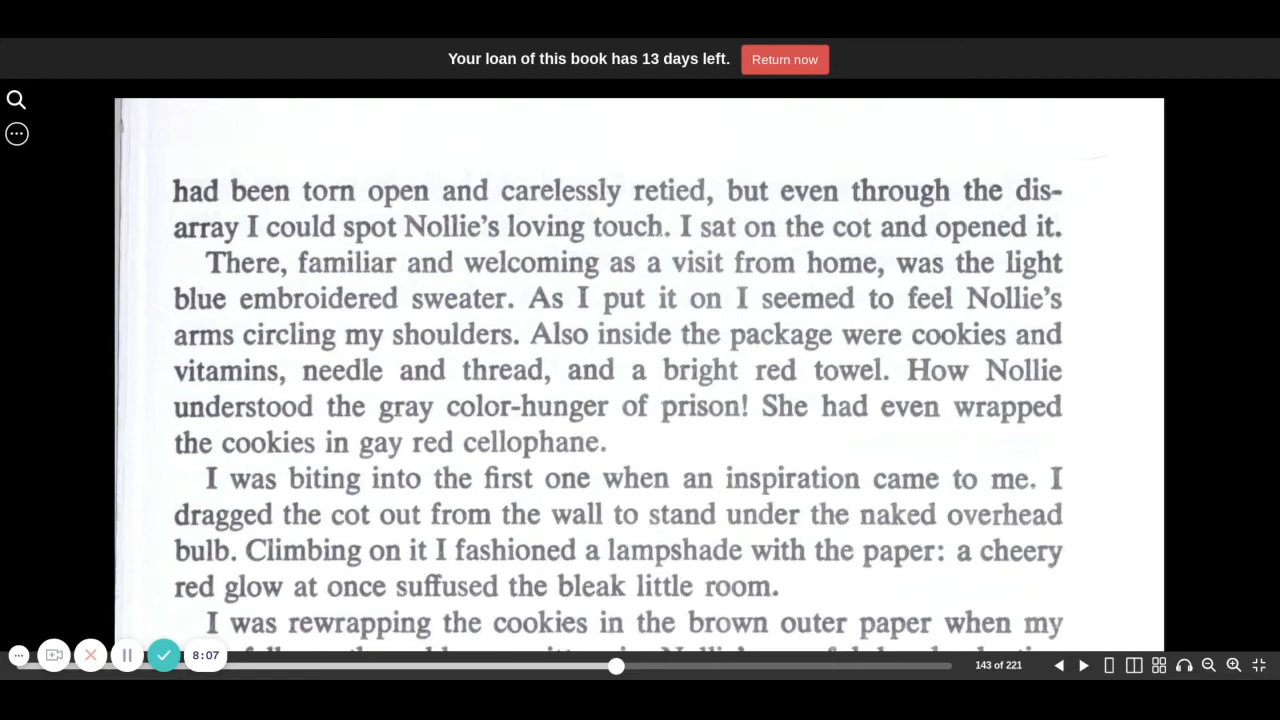 Your loan of this book has 13 days left. Return now
had been torn open and carelessly retied, but even through the dis-
array I could spot Nollie's loving touch. I sat on the cot and opened it.
There, familiar and welcoming as a visit from home, was the light
blue embroidered sweater. As I put it on I seemed to feel Nollie's
arms circling my shoulders. Also inside the package were cookies and
vitamins, needle and thread, and a bright red towel. How Nollie
understood the gray color-hunger of prison! She had even wrapped
the cookies in gay red cellophane.
I was biting into the first one when an inspiration came to me. I
dragged the cot out from the wall to stand under the naked overhead
bulb. Climbing on it I fashioned a lampshade with the paper: a cheery
red glow at once suffused the bleak little room.
I was rewrapping the cookies in the brown outer paper when my
8:07
143 of 221